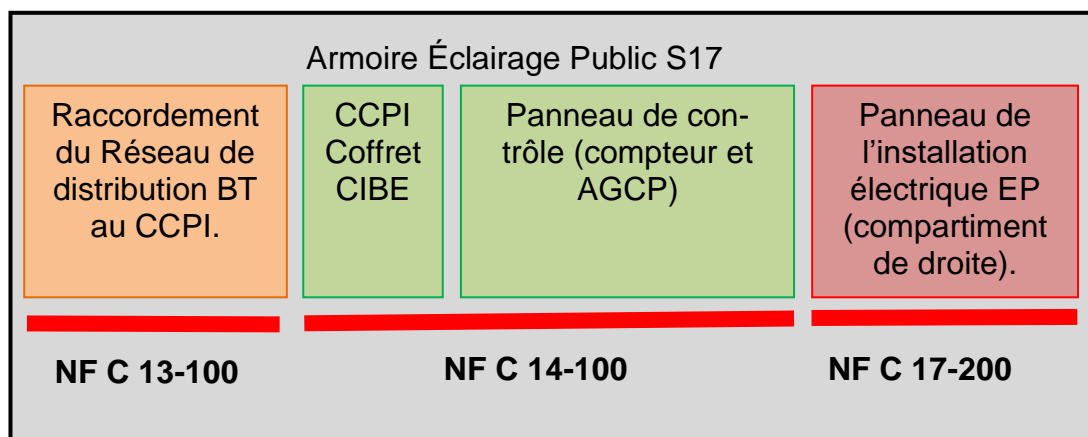 Armoire Éclairage Public S17
Raccordement
du Réseau de
distribution BT
au CCPI.
CCPI
Coffret
CIBE
Panneau de con-
trôle (compteur et
AGCP)
Panneau de
l'installation
électrique EP
(compartiment
de droite).
NF C 13-100
NF C 14-100
NF C 17-200